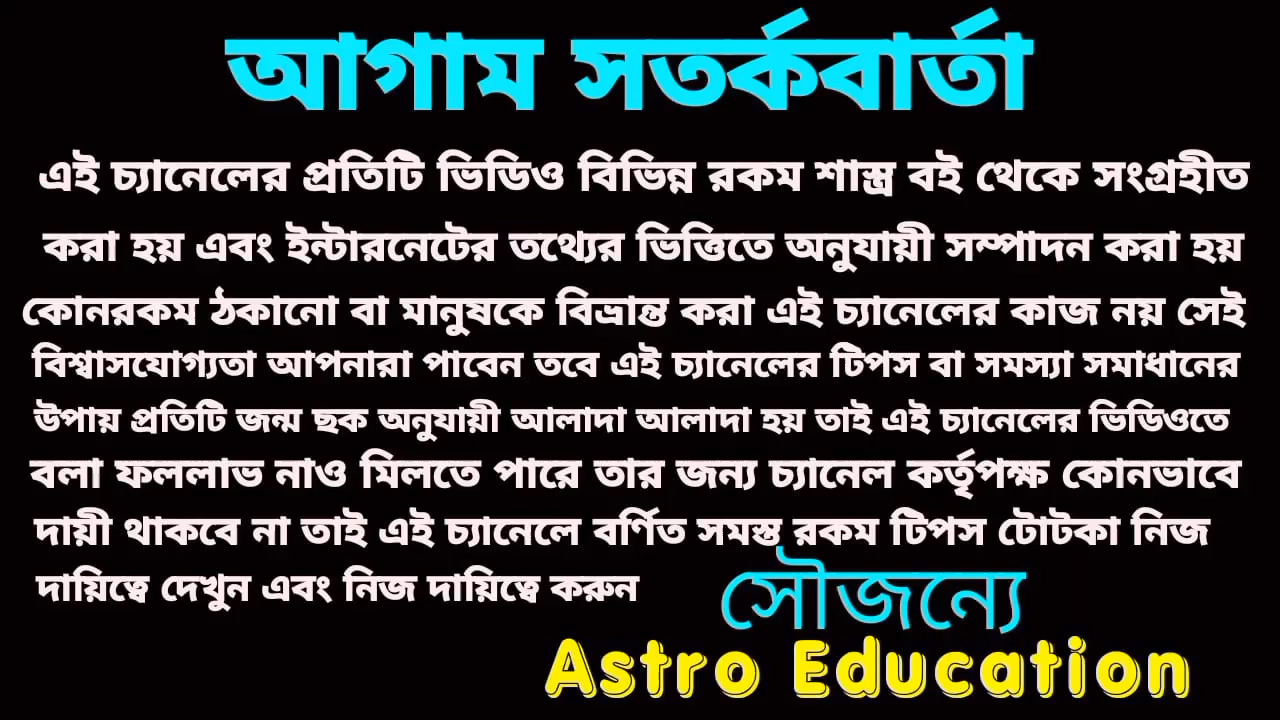 আগাম সতর্কবার্তা
এই চ্যানেলের প্রতিটি ভিডিও বিভিন্ন রকম শাস্ত্র বই থেকে সংগ্রহীত
করা হয় এবং ইন্টারনেটের তথ্যের ভিত্তিতে অনুযায়ী সম্পাদন করা হয়
কোনরকম ঠকানো বা মানুষকে বিভ্রান্ত করা এই চ্যানেলের কাজ নয় সেই
বিশ্বাসযোগ্যতা আপনারা পাবেন তবে এই চ্যানেলের টিপস বা সমস্যা সমাধানের
উপায় প্রতিটি জন্ম ছক অনুযায়ী আলাদা আলাদা হয় তাই এই চ্যানেলের ভিডিওতে
বলা ফললাভ নাও মিলতে পারে তার জন্য চ্যানেল কর্তৃপক্ষ কোনভাবে
দায়ী থাকবে না তাই এই চ্যানেলে বর্ণিত সমস্ত রকম টিপস টোটকা নিজ
দায়িত্বে দেখুন এবং নিজ দায়িত্বে করুন
সৌজন্যে
Astro Education